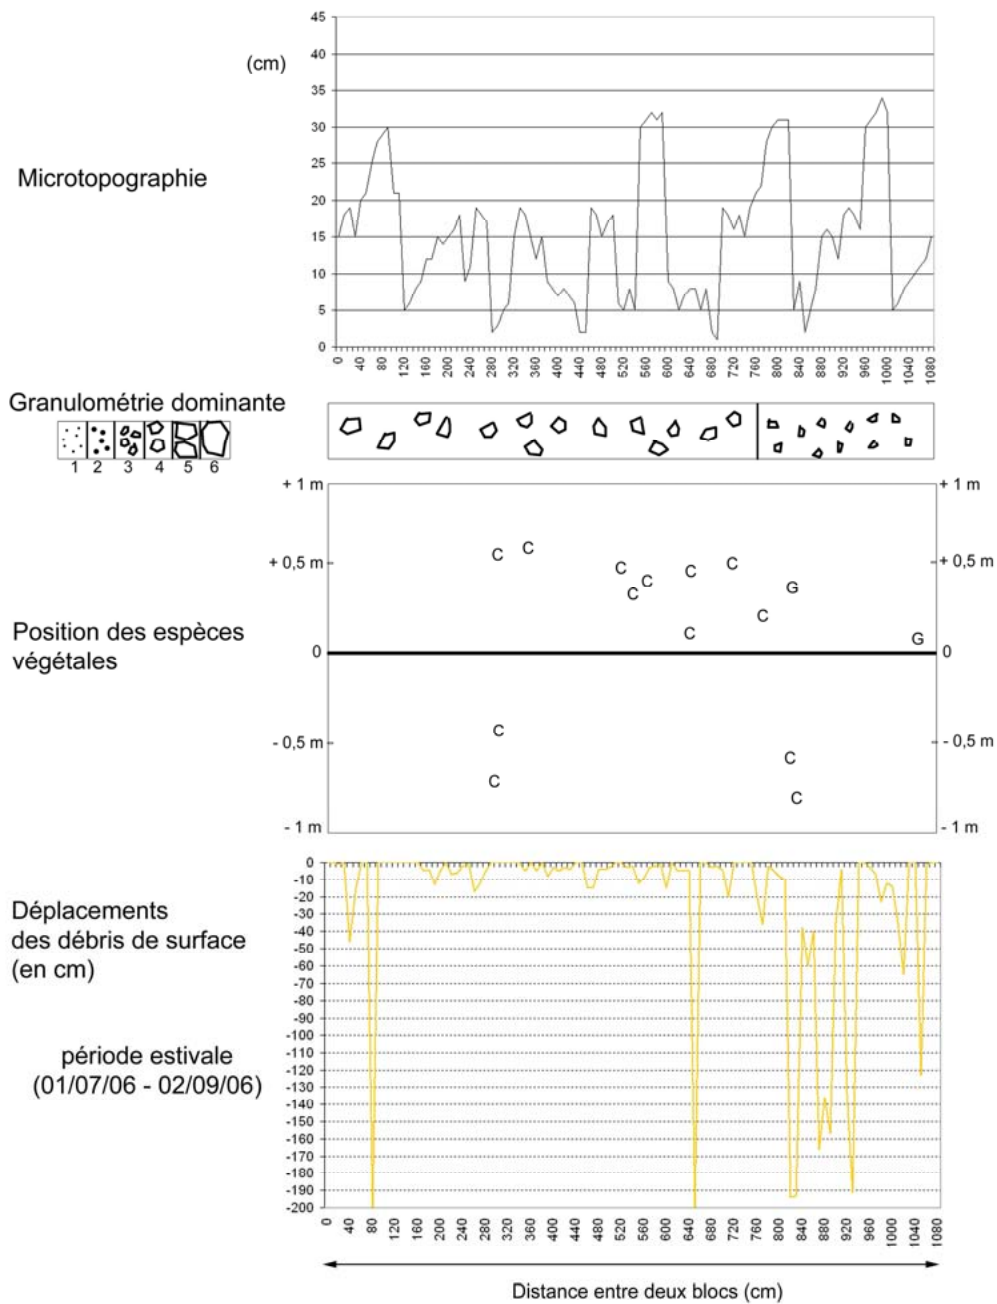 45
40
(cm)
35
30
25
Microtopographie
20
15
10
5
0
0 40 80 120 160 200 240 280 320 360 400 440 480 520 560 600 640 680 720 760 800 840 880 920 960 1000 1040 1080
Granulométrie dominante
1 2 3 4 5 6
+ 1 m + 1 m
C C
+ 0,5 m + 0,5 m
C C C C C G
C
C G
Position des espèces
végétales
0 0
C
- 0,5 m - 0,5 m
C
C C
- 1 m - 1 m
0
-10
-20
Déplacements
-30
des débris de surface
-40
-50
(en cm)
-60
-70
-80
-90
-100
période estivale
-110
-120
(01/07/06 - 02/09/06)
-130
-140
-150
-160
-170
-180
-190
-200
0 40 80 120 160 200 240 280 320 360 400 440 480 520 560 600 640 680 720 760 800 840 880 920 960 1000 1040 1080
Distance entre deux blocs (cm)